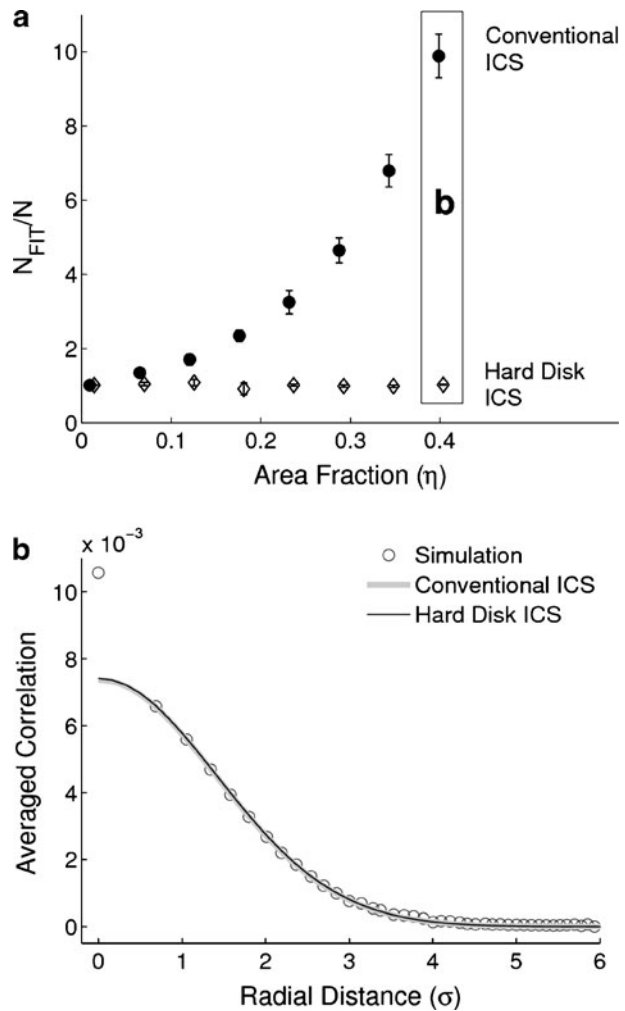 a
10
8
6
4
2
0
N_FIT/N
0
0.1
0.2
0.3
0.4
Area Fraction (η)
Conventional
ICS
b
Hard Disk
ICS
b
x 10⁻³
10
8
6
4
2
0
Averaged Correlation
Simulation
Conventional ICS
Hard Disk ICS
0
1
2
3
4
5
6
Radial Distance (σ)